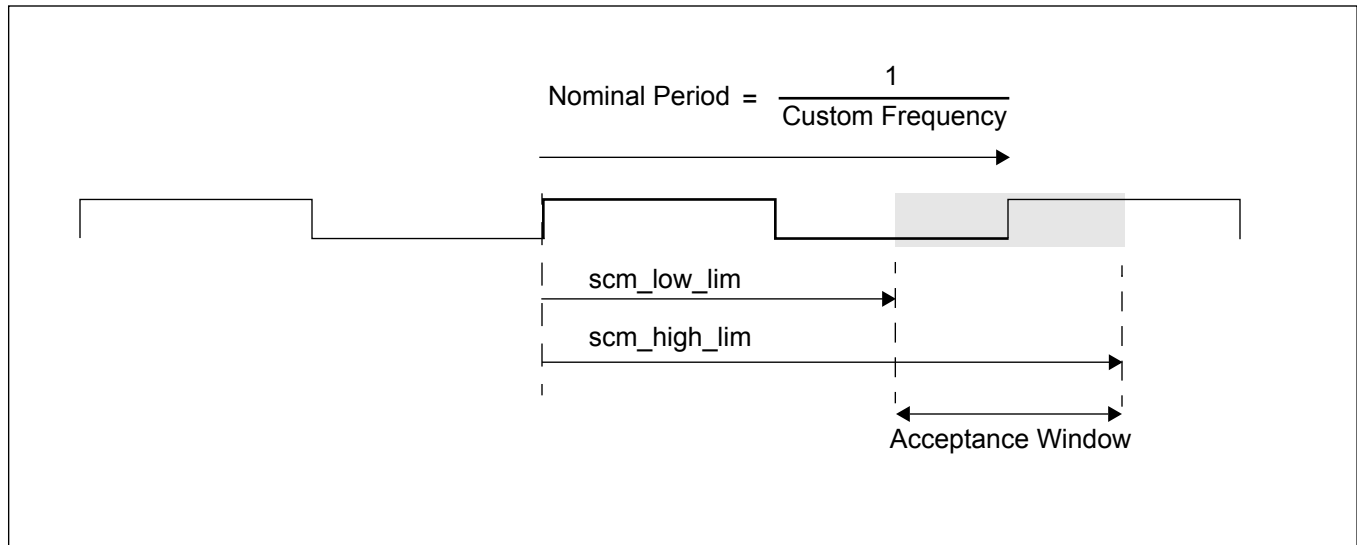 1
Nominal Period =
Custom Frequency
scm_low_lim
scm_high_lim
Acceptance Window